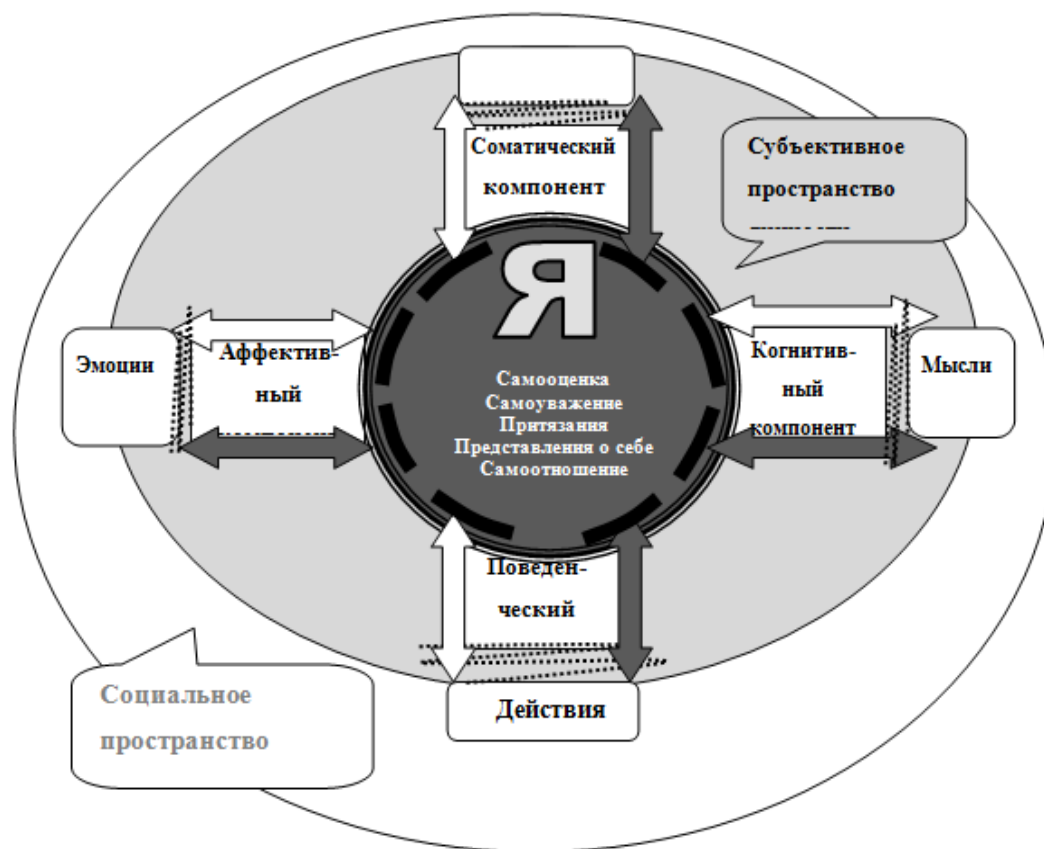 Соматический
компонент
Субъективное
пространство
Я
Эмоции
Аффектив-
ный
Самооценка
Самоуважение
Притязания
Представления о себе
Самоотношение
Когнитив-
ный
компонент
Мысли
Поведен-
ческий
Действия
Социальное
пространство